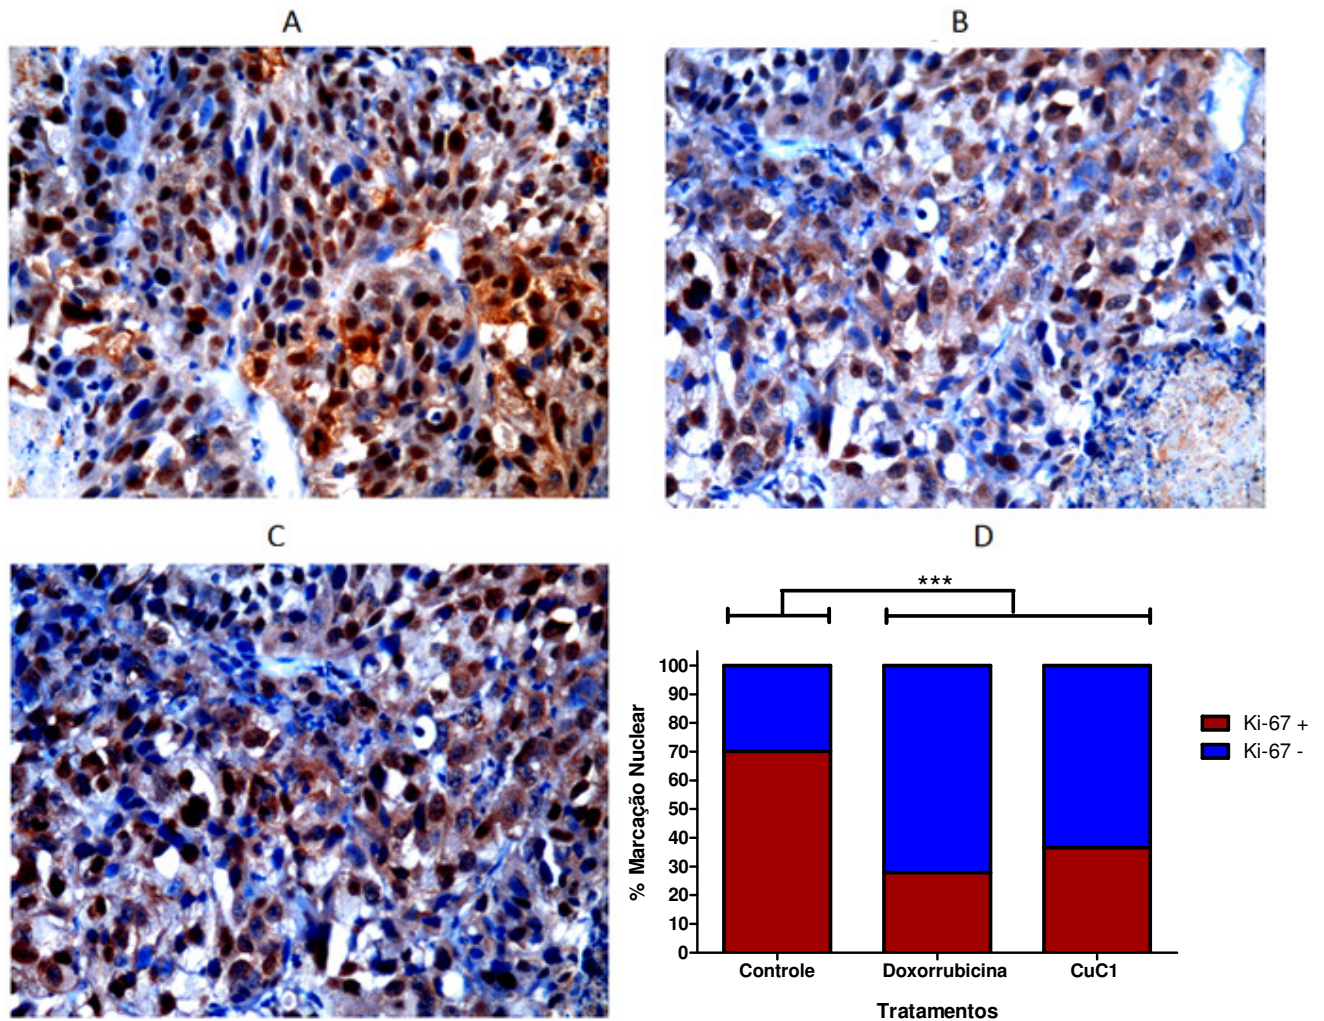 A
B
C
D
***
100
90
80
70
60
50
40
30
20
10
0
% Marcação Nuclear
Controle
Doxorrubicina
CuC1
Tratamentos
Ki-67 +
Ki-67 -